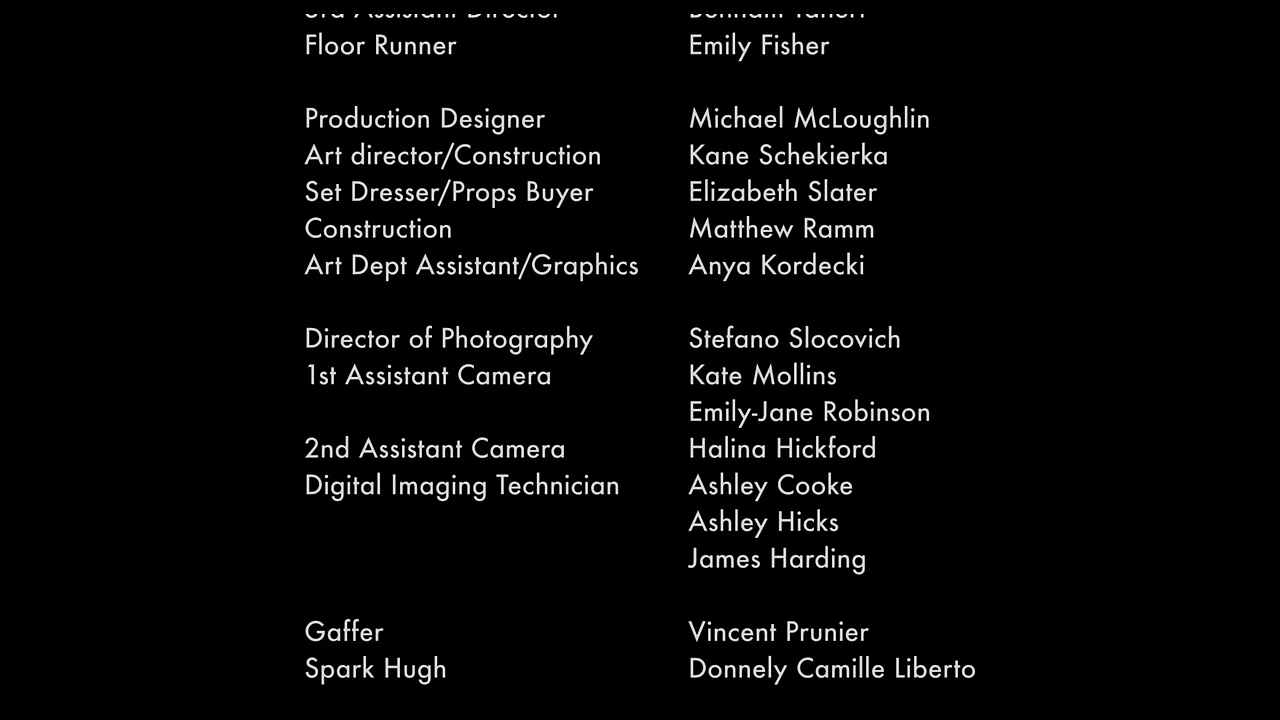 3rd Assistant Director
Floor Runner Emily Fisher
Production Designer Michael McLoughlin
Art director/Construction Kane Schekierka
Set Dresser/Props Buyer Elizabeth Slater
Construction Matthew Ramm
Art Dept Assistant/Graphics Anya Kordecki
Director of Photography Stefano Slocovich
1st Assistant Camera Kate Mollins
Emily-Jane Robinson
2nd Assistant Camera Halina Hickford
Digital Imaging Technician Ashley Cooke
Ashley Hicks
James Harding
Gaffer Vincent Prunier
Spark Hugh Donnely Camille Liberto